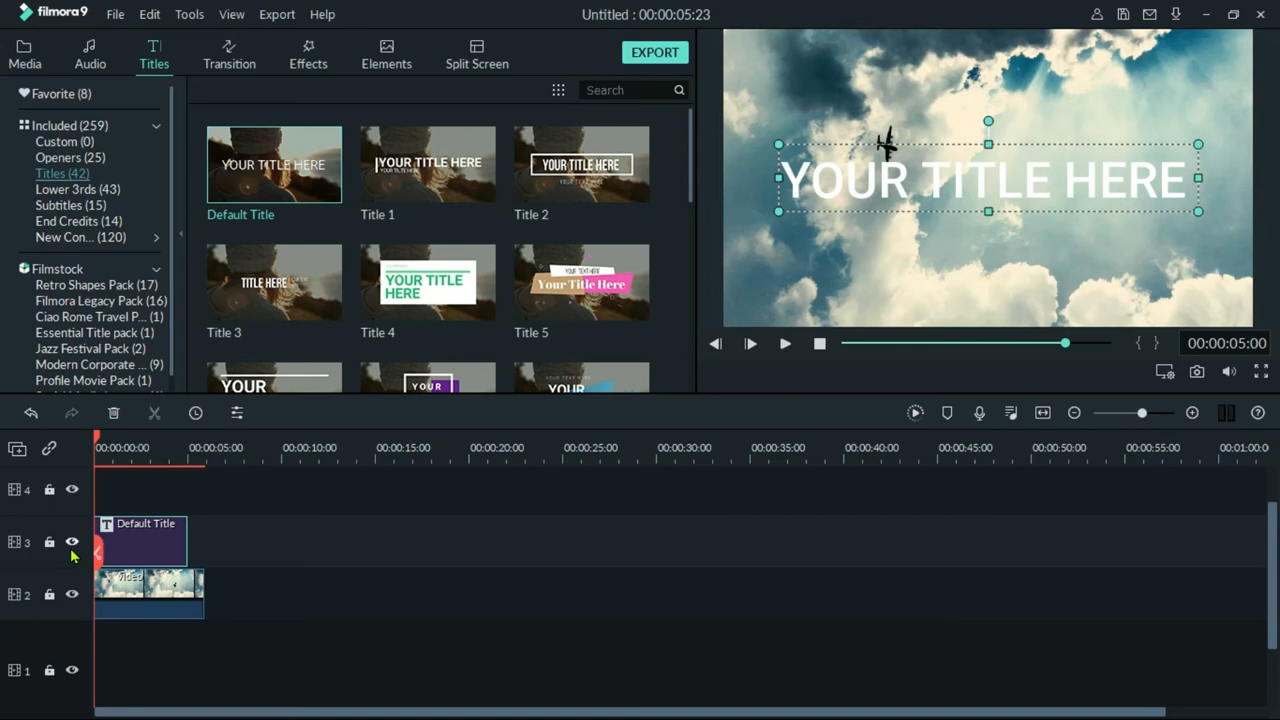 filmora9
File Edit Tools View Export Help
Untitled : 00:00:05:23
Media Audio Titles Transition Effects Elements Split Screen
EXPORT
Favorite (8)
Search
Included (259)
Custom (0)
Openers (25)
Titles (42)
Lower 3rds (43)
Subtitles (15)
End Credits (14)
New Con... (120)
Filmstock
Retro Shapes Pack (17)
Filmora Legacy Pack (16)
Ciao Rome Travel P... (1)
Essential Title pack (1)
Jazz Festival Pack (2)
Modern Corporate ... (9)
Profile Movie Pack (1)
YOUR TITLE HERE
YOUR TITLE HERE
YOUR TITLE HERE
Default Title Title 1 Title 2
TITLE HERE
YOUR TITLE
HERE
YOUR TEXT HERE
Your Title Here
Title 3 Title 4 Title 5
YOUR
YOUR
YOUR TITLE HERE
00:00:05:00
00:00:00:00 00:00:05:00 00:00:10:00 00:00:15:00 00:00:20:00 00:00:25:00 00:00:30:00 00:00:35:00 00:00:40:00 00:00:45:00 00:00:50:00 00:00:55:00 00:01:00:0
4
3
T Default Title
2
Video
1